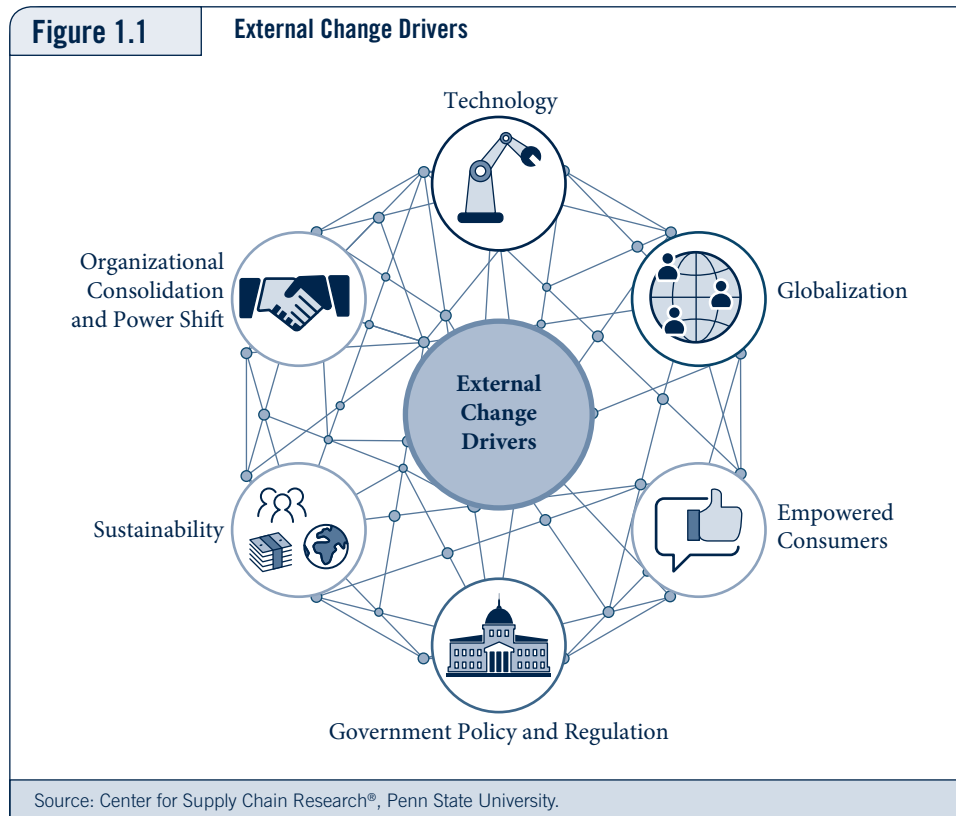 Figure 1.1
External Change Drivers
Technology
Organizational
Consolidation
and Power Shift
Globalization
External
Change
Drivers
Sustainability
Empowered
Consumers
Government Policy and Regulation
Source: Center for Supply Chain Research®, Penn State University.